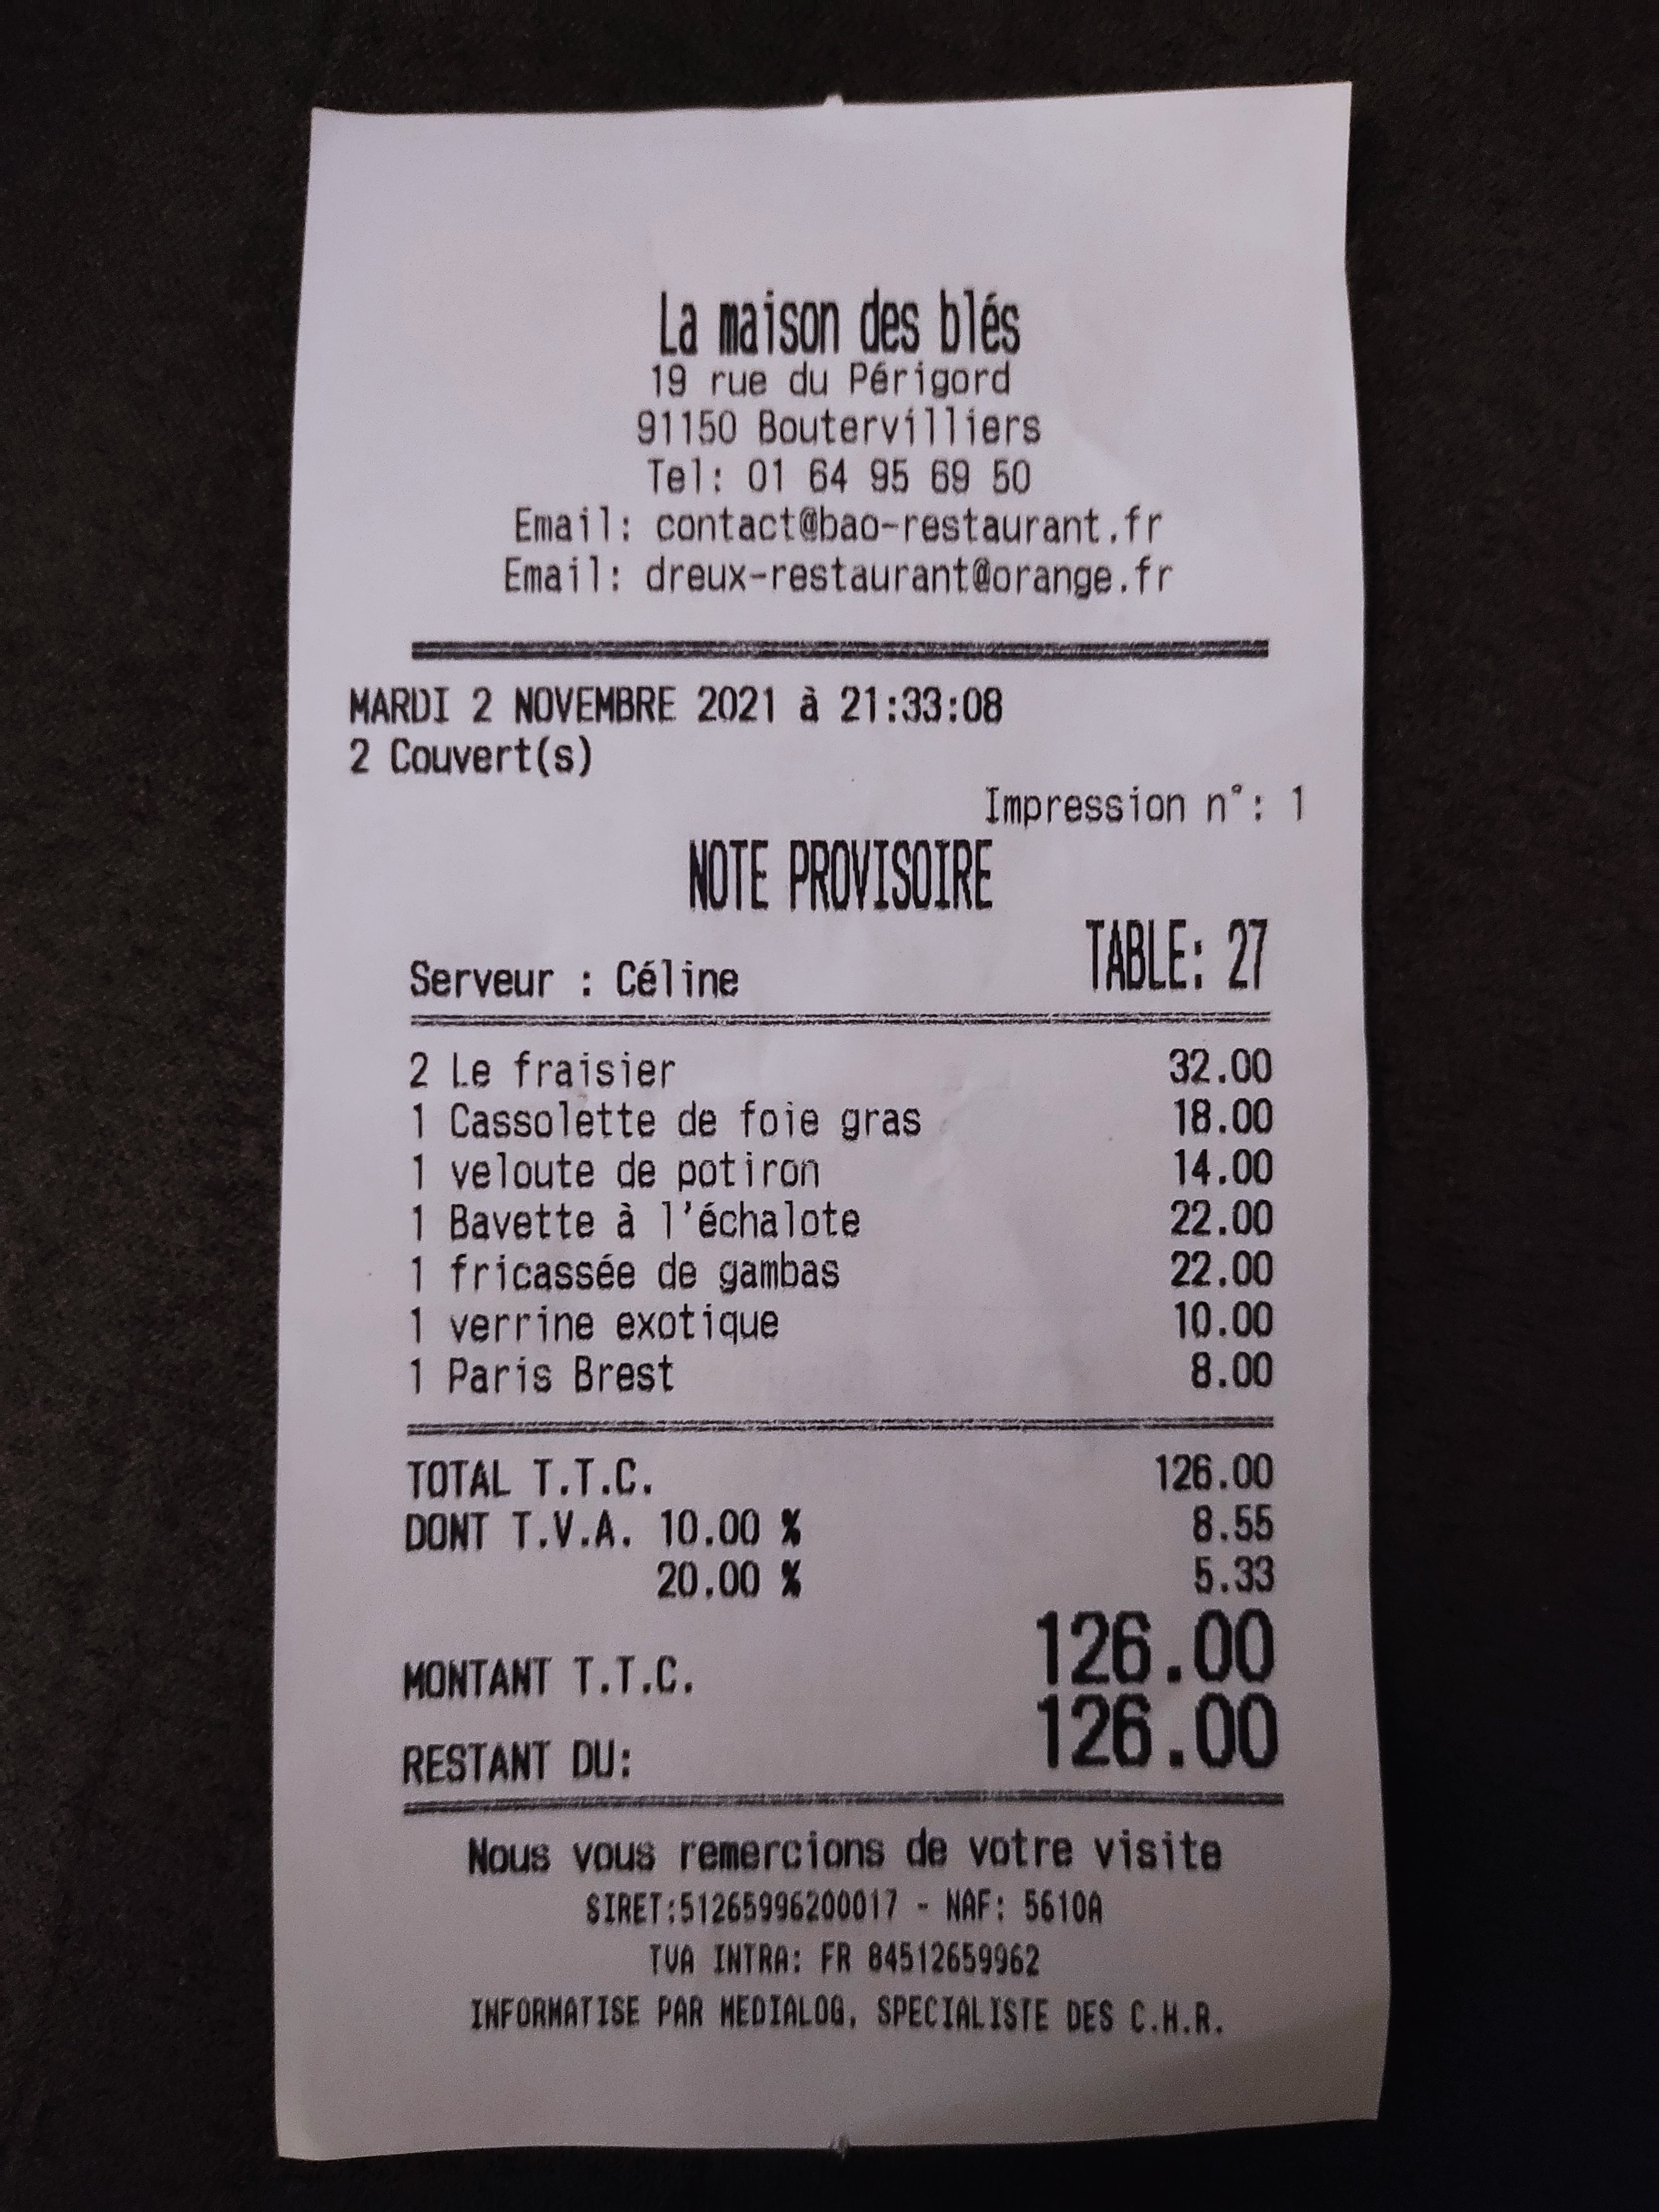 La maison des blés
19 rue du Périgord
91150 Boutervilliers
Tel: 01 64 95 69 50
Email: contact@bao-restaurant.fr
Email: dreux-restaurant@orange.fr
MARDI 2 NOVEMBRE 2021 à 21:33:08
2 Couvert(s)
Impression n°: 1
NOTE PROVISOIRE
TABLE: 27
Serveur : Céline
2 Le fraisier 32.00
1 Cassolette de foie gras 18.00
1 veloute de potiron 14.00
1 Bavette à l'échalote 22.00
1 fricassée de gambas 22.00
1 verrine exotique 10.00
1 Paris Brest 8.00
TOTAL T.T.C. 126.00
DONT T.V.A. 10.00 % 8.55
20.00 % 5.33
MONTANT T.T.C. 126.00
RESTANT DU: 126.00
Nous vous remercions de votre visite
SIRET:51265996200017 - NAF: 5610A
TVA INTRA: FR 84512659962
INFORMATISE PAR MEDIALOG, SPECIALISTE DES C.H.R.